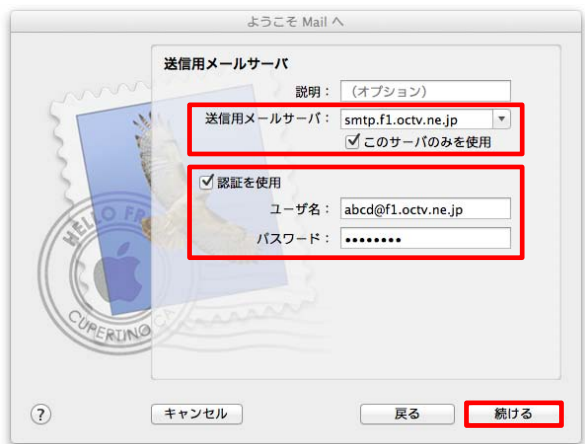 ようこそ Mail へ
送信用メールサーバ
説明： （オプション）
送信用メールサーバ： smtp.f1.octv.ne.jp
このサーバのみを使用
認証を使用
ユーザ名： abcd@f1.octv.ne.jp
パスワード： ••••••••
HELLO FR
CUPERTINO CA
? キャンセル 戻る 続ける